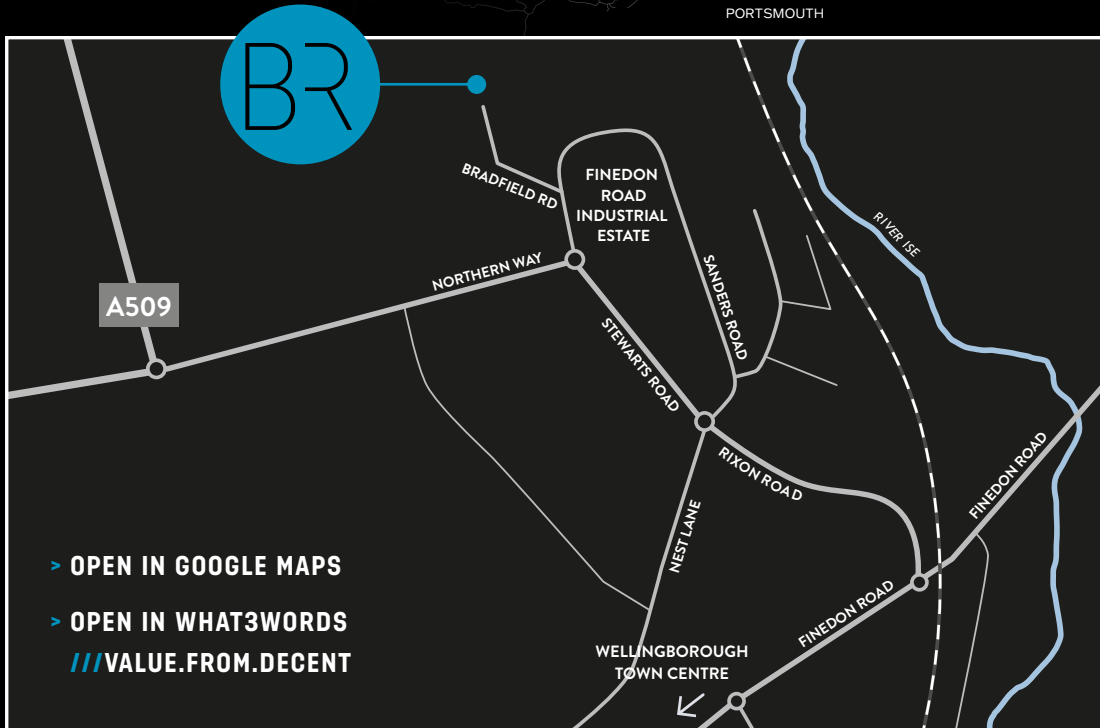 PORTSMOUTH
BR
BRADFIELD RD
FINEDON
ROAD
INDUSTRIAL
ESTATE
RIVER ISE
NORTHERN WAY
SANDERS ROAD
A509
STEWARTS ROAD
RIXON ROAD
FINEDON ROAD
NEST LANE
> OPEN IN GOOGLE MAPS
> OPEN IN WHAT3WORDS
///VALUE.FROM.DECENT
FINEDON ROAD
WELLINGBOROUGH
TOWN CENTRE